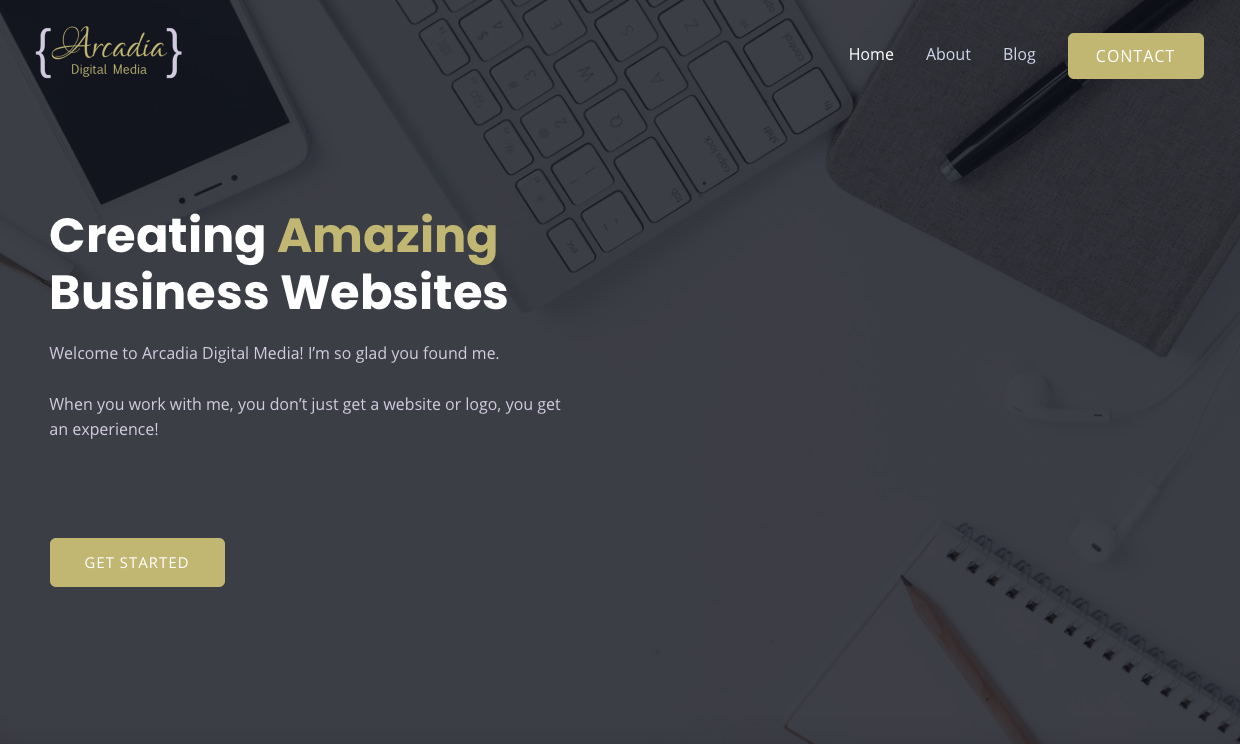 {Arcadia}
Digital Media
Home About Blog CONTACT
Creating Amazing
Business Websites
Welcome to Arcadia Digital Media! I’m so glad you found me.
When you work with me, you don’t just get a website or logo, you get
an experience!
GET STARTED